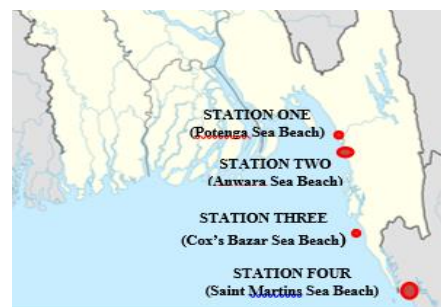 STATION ONE
(Potenga Sea Beach)
STATION TWO
(Anwara Sea Beach)
STATION THREE
(Cox's Bazar Sea Beach)
STATION FOUR
(Saint Martins Sea Beach)